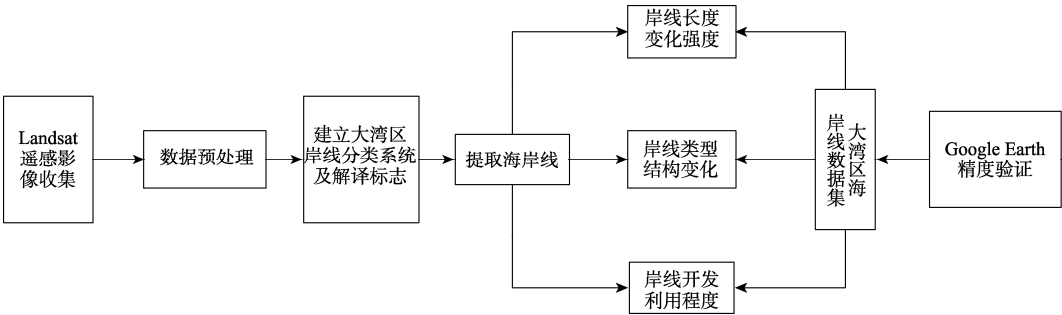 Landsat
遥感影
像收集
数据预处理
建立大湾区
岸线分类系统
及解译标志
提取海岸线
岸线长度
变化强度
岸线类型
结构变化
岸线开发
利用程度
大湾区海
岸线数据集
Google Earth
精度验证